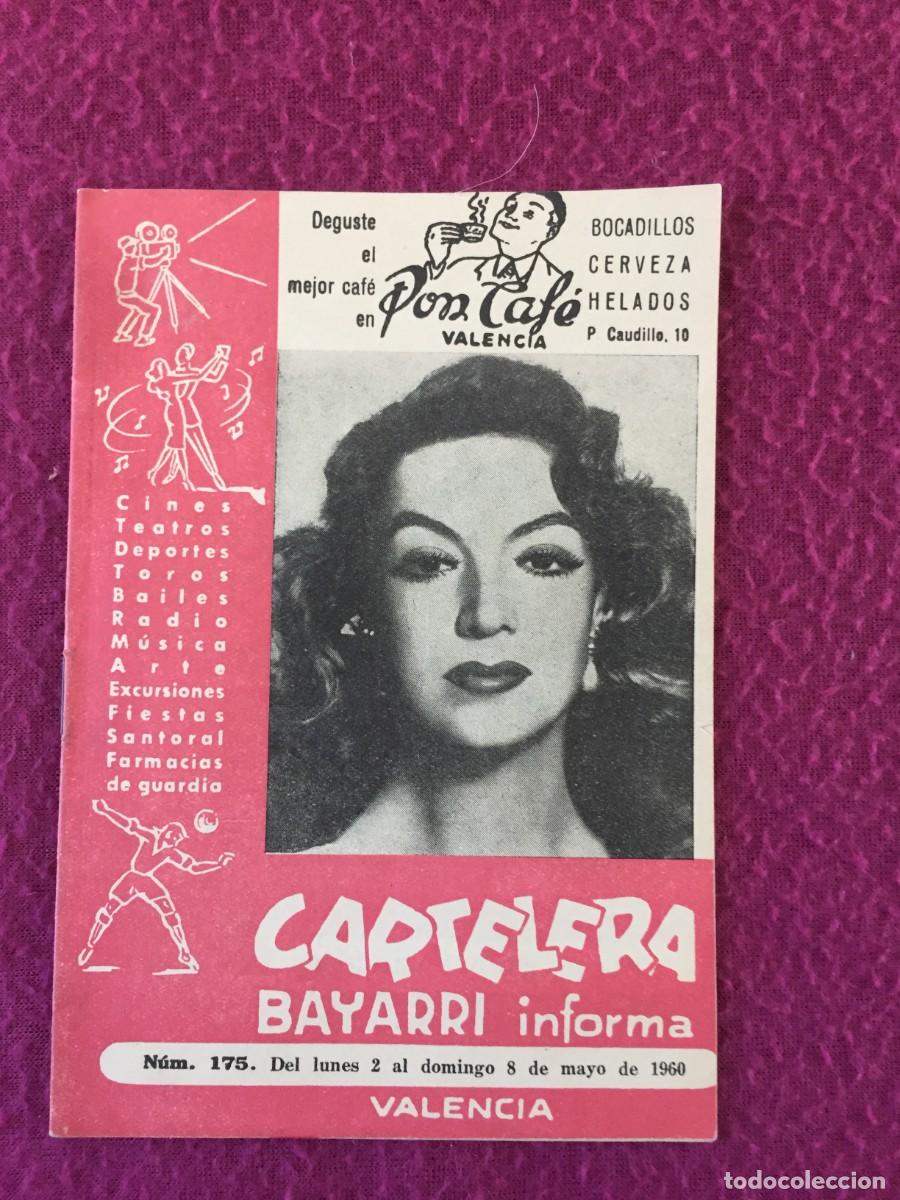 Deguste
el
mejor café
en
Don Café
VALENCIA
BOCADILLOS
CERVEZA
HELADOS
P Caudillo, 10
Cines
Teatros
Deportes
Toros
Bailes
Radio
Música
Arte
Excursiones
Fiestas
Santoral
Farmacias
de guardia
CARTELERA
BAYARRI informa
Núm. 175. Del lunes 2 al domingo 8 de mayo de 1960
VALENCIA
todocoleccion